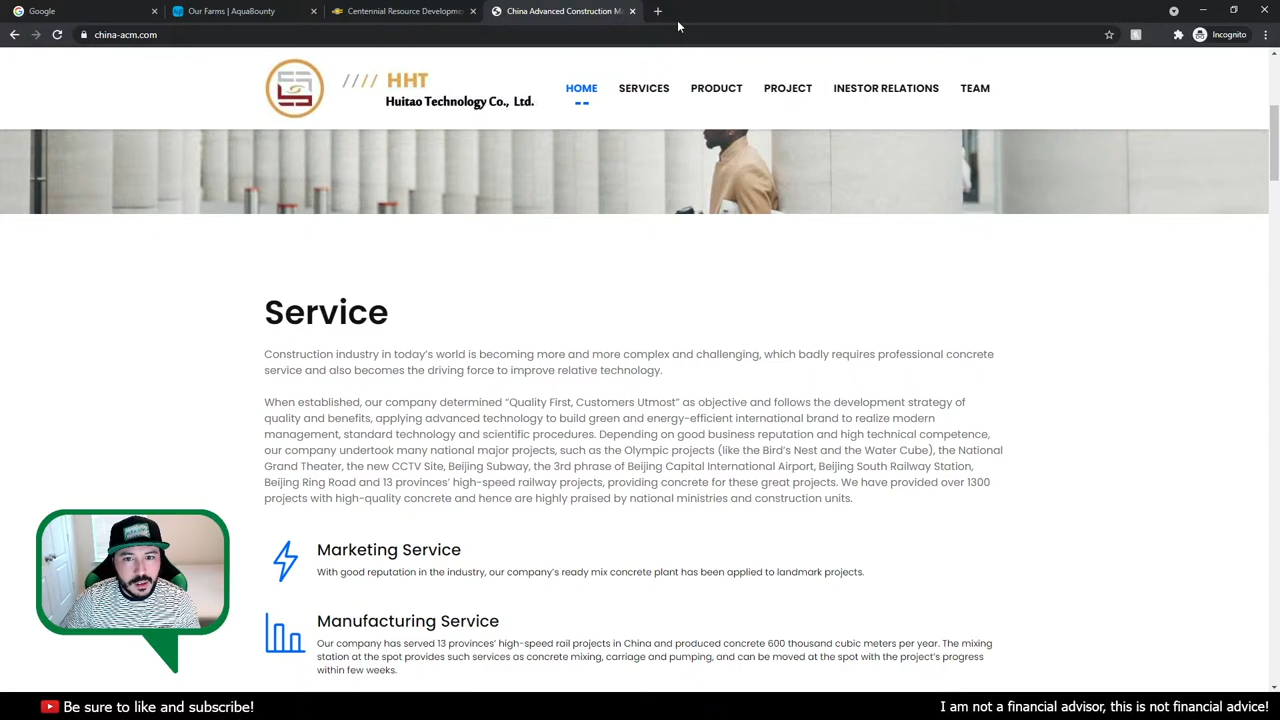 Google
Our Farms | AquaBounty
Centennial Resource Developme
China Advanced Construction Ma
china-acm.com
Incognito
HHT
Huitao Technology Co., Ltd.
HOME
SERVICES
PRODUCT
PROJECT
INESTOR RELATIONS
TEAM
Service
Construction industry in today's world is becoming more and more complex and challenging, which badly requires professional concrete
service and also becomes the driving force to improve relative technology.
When established, our company determined “Quality First, Customers Utmost” as objective and follows the development strategy of
quality and benefits, applying advanced technology to build green and energy-efficient international brand to realize modern
management, standard technology and scientific procedures. Depending on good business reputation and high technical competence,
our company undertook many national major projects, such as the Olympic projects (like the Bird's Nest and the Water Cube), the National
Grand Theater, the new CCTV Site, Beijing Subway, the 3rd phrase of Beijing Capital International Airport, Beijing South Railway Station,
Beijing Ring Road and 13 provinces' high-speed railway projects, providing concrete for these great projects. We have provided over 1300
projects with high-quality concrete and hence are highly praised by national ministries and construction units.
Marketing Service
With good reputation in the industry, our company's ready mix concrete plant has been applied to landmark projects.
Manufacturing Service
Our company has served 13 provinces' high-speed rail projects in China and produced concrete 600 thousand cubic meters per year. The mixing
station at the spot provides such services as concrete mixing, carriage and pumping, and can be moved at the spot with the project's progress
within few weeks.
Be sure to like and subscribe!
I am not a financial advisor, this is not financial advice!